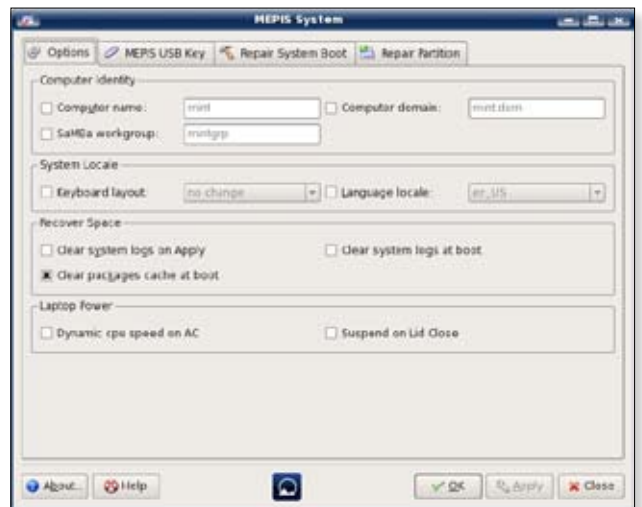 MEPIS System
Options MEPIS USB Key Repair System Boot Repair Partition
Computer Identity
Computer name: mint Computer domain: mnt.dom
SaMBa workgroup: mntgrp
System Locale
Keyboard layout: no change Language locale: en_US
Recover Space
Clear system logs on Apply Clear system logs at boot
Clear packages cache at boot
Laptop Power
Dynamic cpu speed on AC Suspend on Lid Close
About... Help OK Apply Close